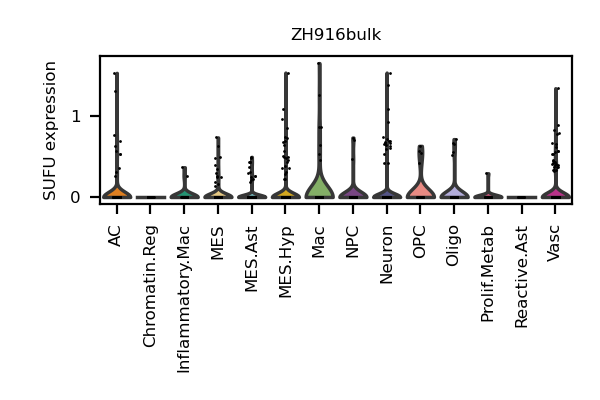 ZH916bulk
SUFU expression
1
0
AC
Chromatin.Reg
Inflammatory.Mac
MES
MES.Ast
MES.Hyp
Mac
NPC
Neuron
OPC
Oligo
Prolif.Metab
Reactive.Ast
Vasc